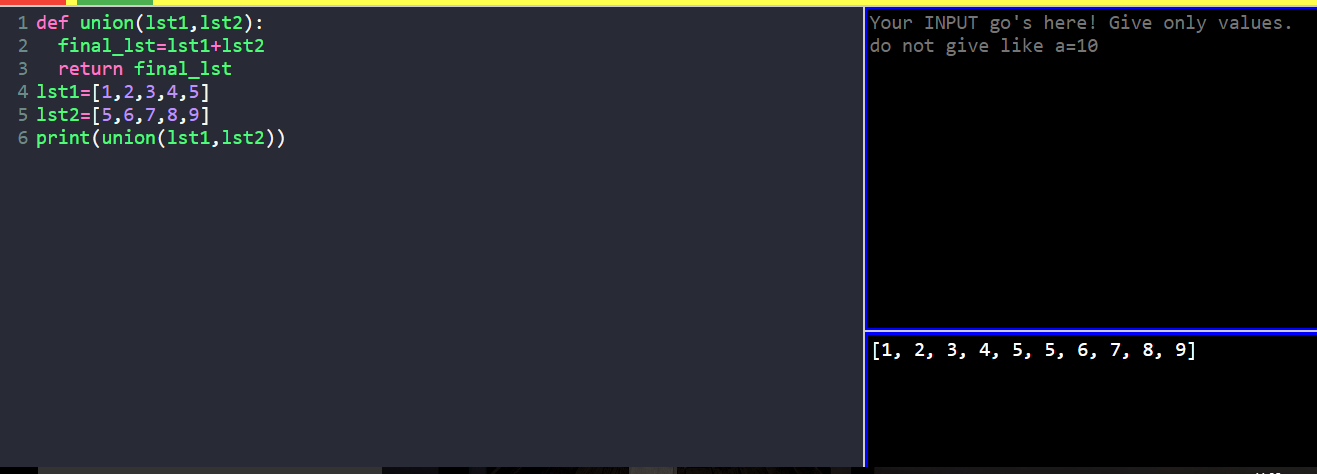 1 def union(lst1,lst2):
2   final_lst=lst1+lst2
3   return final_lst
4 lst1=[1,2,3,4,5]
5 lst2=[5,6,7,8,9]
6 print(union(lst1,lst2))
Your INPUT go's here! Give only values.
do not give like a=10
[1, 2, 3, 4, 5, 5, 6, 7, 8, 9]